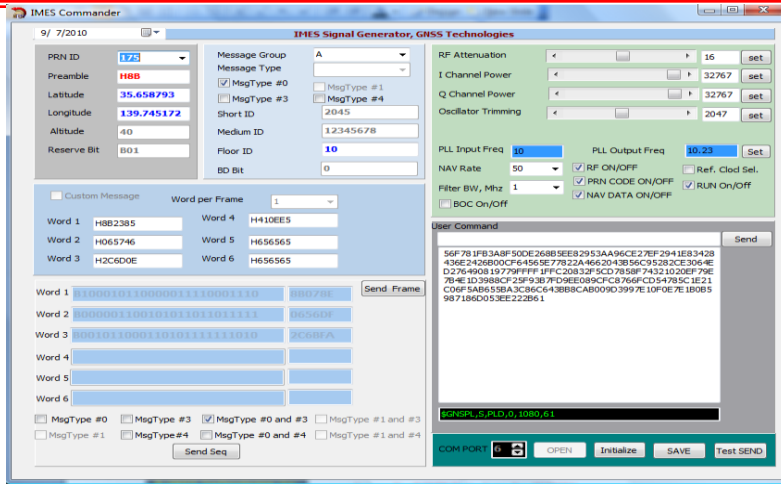 IMES Commander
9/ 7/2010
IMES Signal Generator, GNSS Technologies
PRN ID 175
Preamble H8B
Latitude 35.658793
Longitude 139.745172
Altitude 40
Reserve Bit B01
Message Group A
Message Type
MsgType #0 MsgType #1
MsgType #3 MsgType #4
Short ID 2045
Medium ID 12345678
Floor ID 10
BD Bit 0
RF Attenuation 16 set
I Channel Power 32767 set
Q Channel Power 32767 set
Oscillator Trimming 2047 set
PLL Input Freq 10 PLL Output Freq 10.23 Set
NAV Rate 50 RF ON/OFF Ref. Clocl Sel.
Filter BW, Mhz 1 PRN CODE ON/OFF RUN On/Off
BOC On/Off NAV DATA ON/OFF
Custom Message Word per Frame 1
Word 1 H8B2385 Word 4 H410EE5
Word 2 H065746 Word 5 H656565
Word 3 H2C6D0E Word 6 H656565
User Command
Send
56F781FB3A8F50DE268B5EE82953AA96CE27EF2941E83428
436E2426B00CF64565E77822A4662043B56C95282CE3064E
D2764908197​79FFFF1FFC20832F5CD7858F74321020EF79E
7B4E1D3988CF25F93B7FD9EE089CFC8766FCD54785C1E21
C06F5AB655BA3C86C643BB8CAB009D3997E10F0E7E1B0B5
987186D053EE222B61
$GNSPL,S,PLD,0,1080,61
Word 1 Send Frame
Word 2
Word 3
Word 4
Word 5
Word 6
MsgType #0 MsgType #3 MsgType #0 and #3 MsgType #1 and #3
MsgType #1 MsgType#4 MsgType #0 and #4 MsgType #1 and #4
Send Seq
COM PORT 6 OPEN Initialize SAVE Test SEND